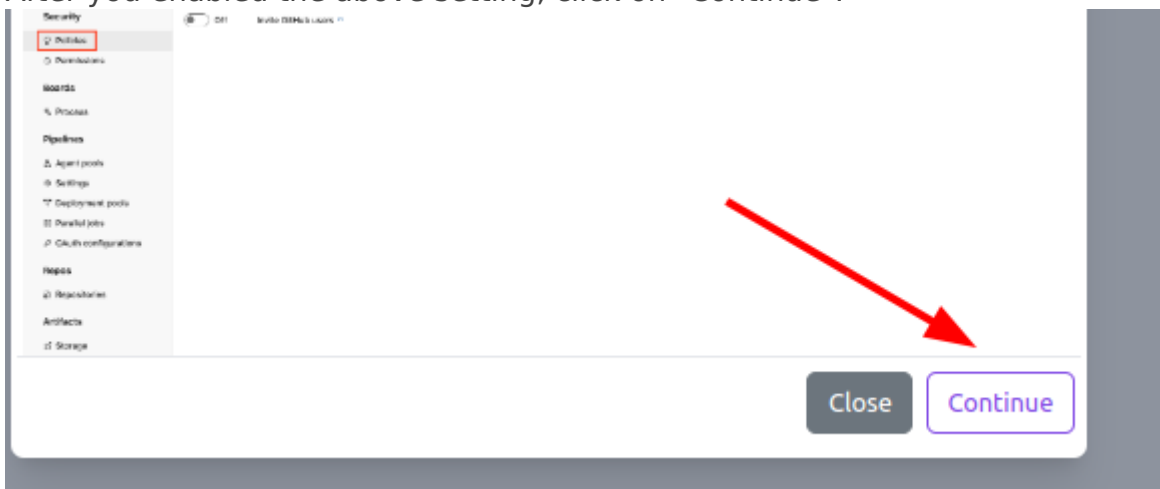 After you enabled the above setting, click on "Continue".
Security
Off Invite GitHub users
Policies
Permissions
Boards
Process
Pipelines
Agent pools
Settings
Deployment pools
Parallel jobs
OAuth configurations
Repos
Repositories
Artifacts
Storage
Close Continue